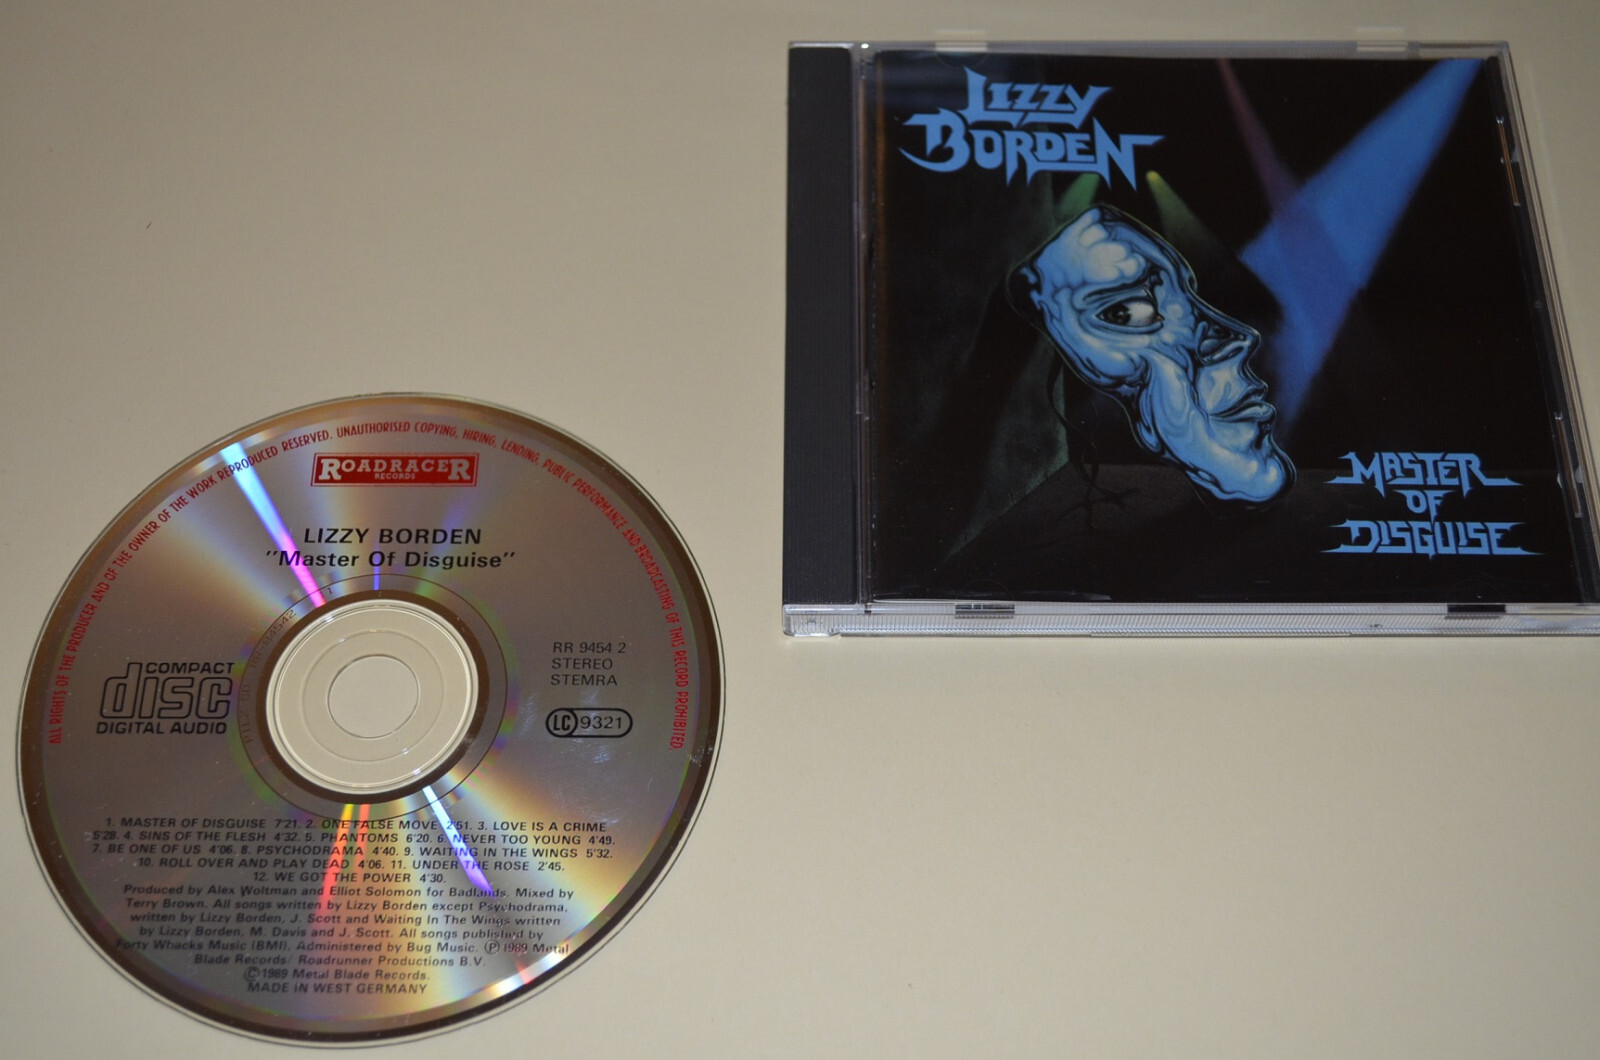 LIZZY
BORDEN
MASTER
OF
DISGUISE
ALL RIGHTS OF THE PRODUCER AND OF THE OWNER OF THE WORK REPRODUCED RESERVED. UNAUTHORISED COPYING, HIRING, LENDING, PUBLIC PERFORMANCE AND BROADCASTING OF THIS RECORD PROHIBITED.
ROADRACER
RECORDS
LIZZY BORDEN
"Master Of Disguise"
COMPACT
disc
DIGITAL AUDIO
RR 9454 2
STEREO
STEMRA
LC 9321
1. MASTER OF DISGUISE 7'21. 2. ONE FALSE MOVE 2'51. 3. LOVE IS A CRIME
5'28. 4. SINS OF THE FLESH 4'32. 5. PHANTOMS 6'20. 6. NEVER TOO YOUNG 4'49.
7. BE ONE OF US 4'06. 8. PSYCHODRAMA 4'40. 9. WAITING IN THE WINGS 5'32.
10. ROLL OVER AND PLAY DEAD 4'06. 11. UNDER THE ROSE 2'45.
12. WE GOT THE POWER 4'30.
Produced by Alex Woltman and Elliot Solomon for Badlands. Mixed by
Terry Brown. All songs written by Lizzy Borden except Psychodrama,
written by Lizzy Borden, J. Scott and Waiting In The Wings written
by Lizzy Borden, M. Davis and J. Scott. All songs published by
Forty Whacks Music (BMI). Administered by Bug Music. Ⓟ 1989 Metal
Blade Records/ Roadrunner Productions B.V.
©1989 Metal Blade Records.
MADE IN WEST GERMANY